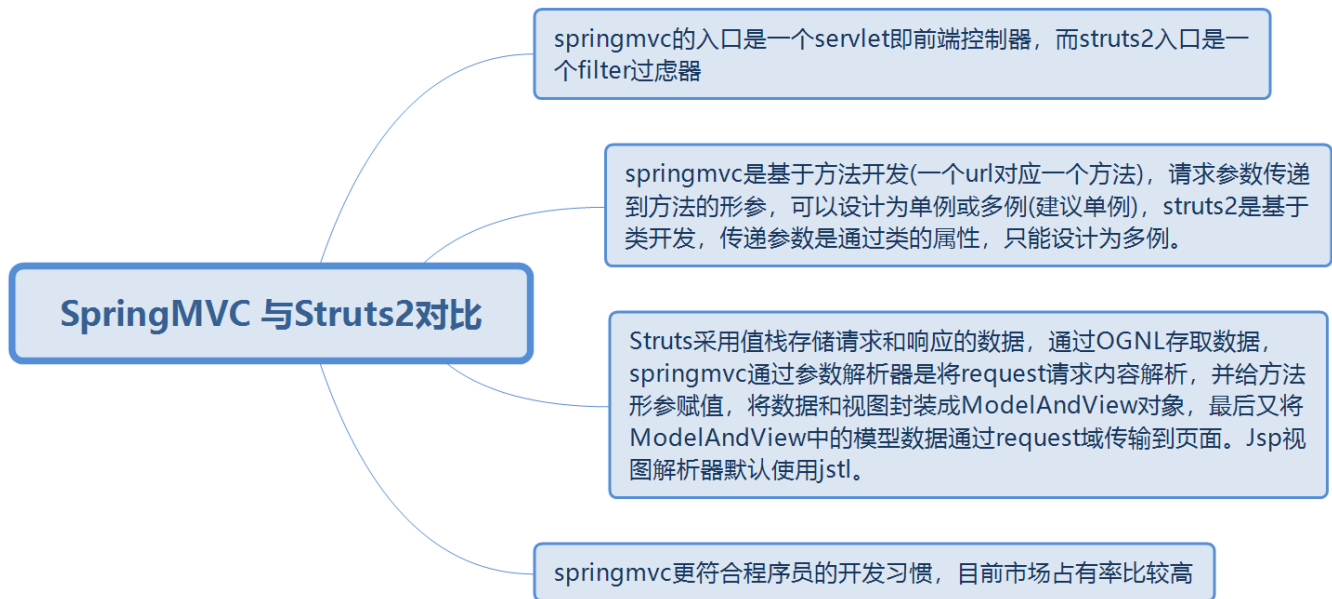 springmvc的入口是一个servlet即前端控制器，而struts2入口是一
个filter过虑器
springmvc是基于方法开发(一个url对应一个方法)，请求参数传递
到方法的形参，可以设计为单例或多例(建议单例)，struts2是基于
类开发，传递参数是通过类的属性，只能设计为多例。
SpringMVC 与Struts2对比
Struts采用值栈存储请求和响应的数据，通过OGNL存取数据，
springmvc通过参数解析器是将request请求内容解析，并给方法
形参赋值，将数据和视图封装成ModelAndView对象，最后又将
ModelAndView中的模型数据通过request域传输到页面。Jsp视
图解析器默认使用jstl。
springmvc更符合程序员的开发习惯，目前市场占有率比较高